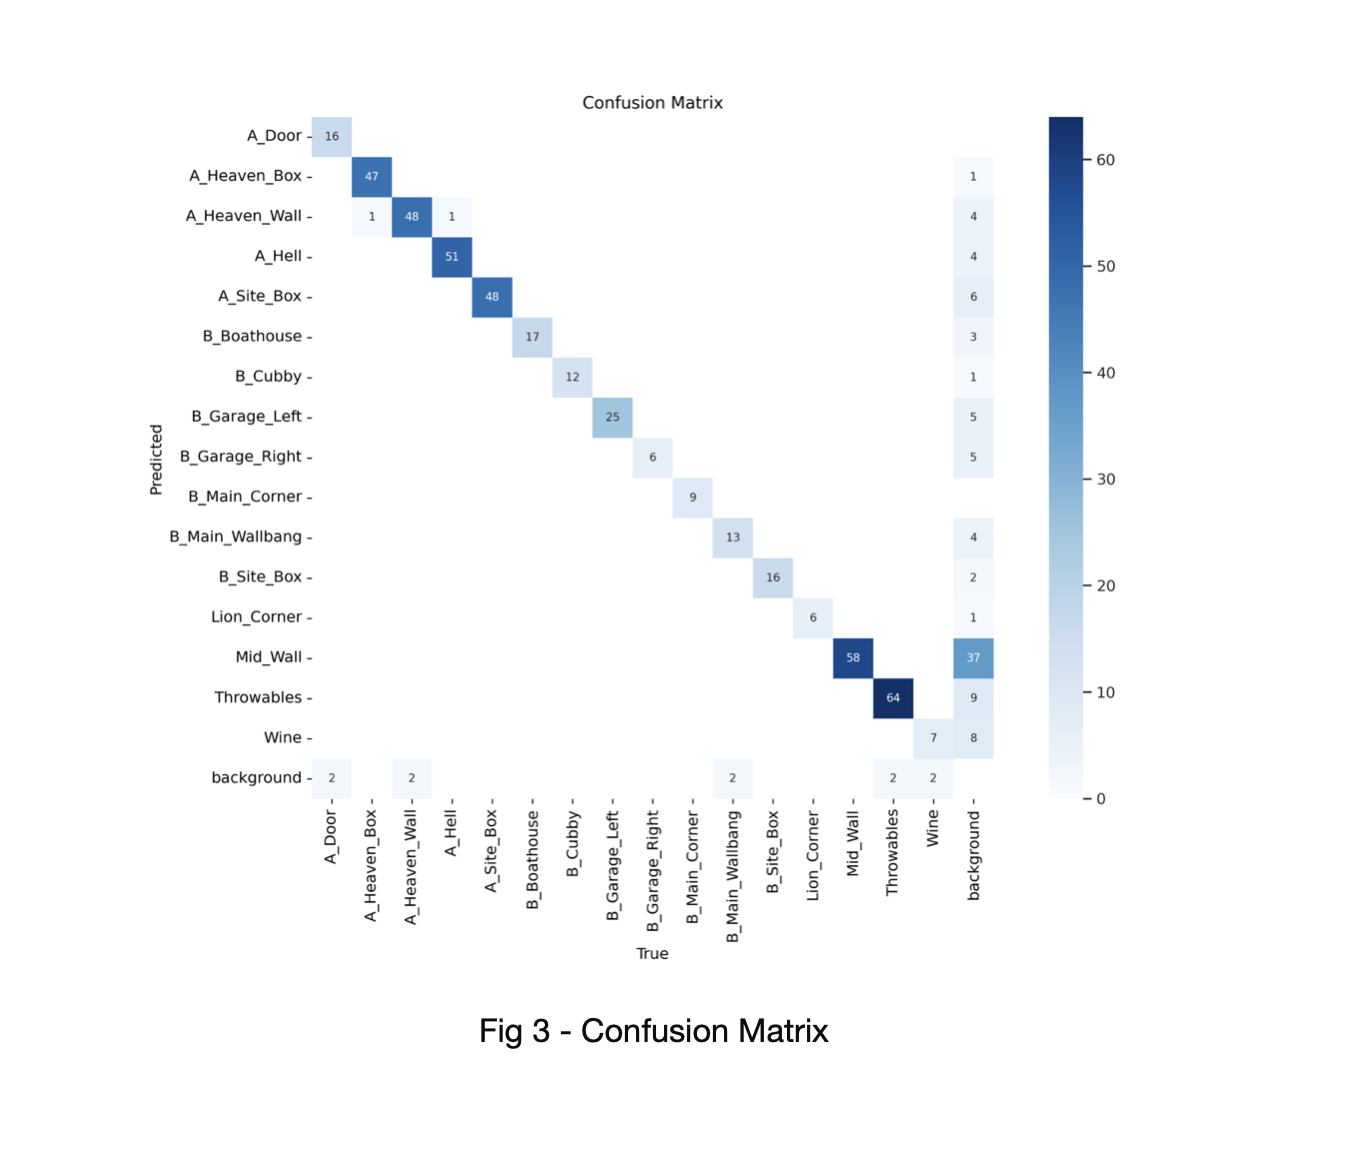 Confusion Matrix
A_Door 16
A_Heaven_Box 47 1
A_Heaven_Wall 1 48 1 4
A_Hell 51 4
A_Site_Box 48 6
B_Boathouse 17 3
B_Cubby 12 1
B_Garage_Left 25 5
B_Garage_Right 6 5
B_Main_Corner 9
B_Main_Wallbang 13 4
B_Site_Box 16 2
Lion_Corner 6 1
Mid_Wall 58 37
Throwables 64 9
Wine 7 8
background 2 2 2 2 2
Predicted
A_Door
A_Heaven_Box
A_Heaven_Wall
A_Hell
A_Site_Box
B_Boathouse
B_Cubby
B_Garage_Left
B_Garage_Right
B_Main_Corner
B_Main_Wallbang
B_Site_Box
Lion_Corner
Mid_Wall
Throwables
Wine
background
True
60
50
40
30
20
10
0
Fig 3 - Confusion Matrix